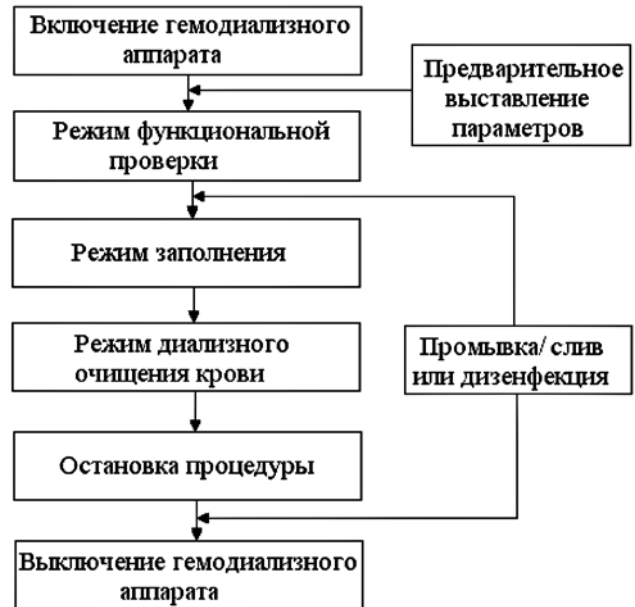 Включение гемодиализного
аппарата
Предварительное
выставление
параметров
Режим функциональной
проверки
Режим заполнения
Режим диализного
очищения крови
Промывка/ слив
или дизенфекция
Остановка процедуры
Выключение гемодиализного
аппарата